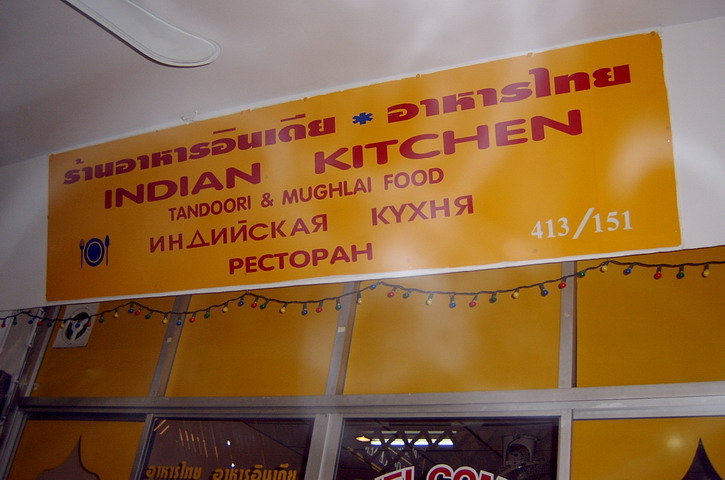 ร้านอาหารอินเดีย * อาหารไทย
INDIAN KITCHEN
TANDOORI & MUGHLAI FOOD
ИНДИЙСКАЯ КУХНЯ
РЕСТОРАН
413/151
อาหารไทย อาหารอินเดีย